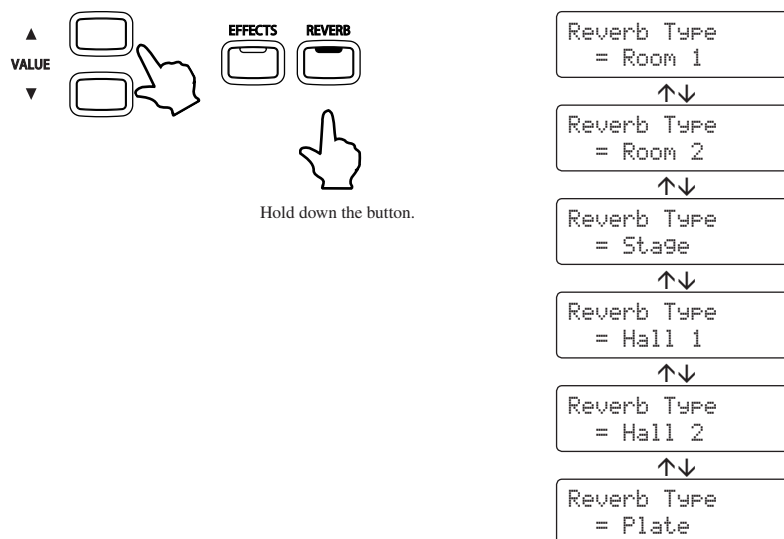 ▲
VALUE
▼
EFFECTS REVERB
Hold down the button.
Reverb Type
= Room 1
↑↓
Reverb Type
= Room 2
↑↓
Reverb Type
= Stage
↑↓
Reverb Type
= Hall 1
↑↓
Reverb Type
= Hall 2
↑↓
Reverb Type
= Plate